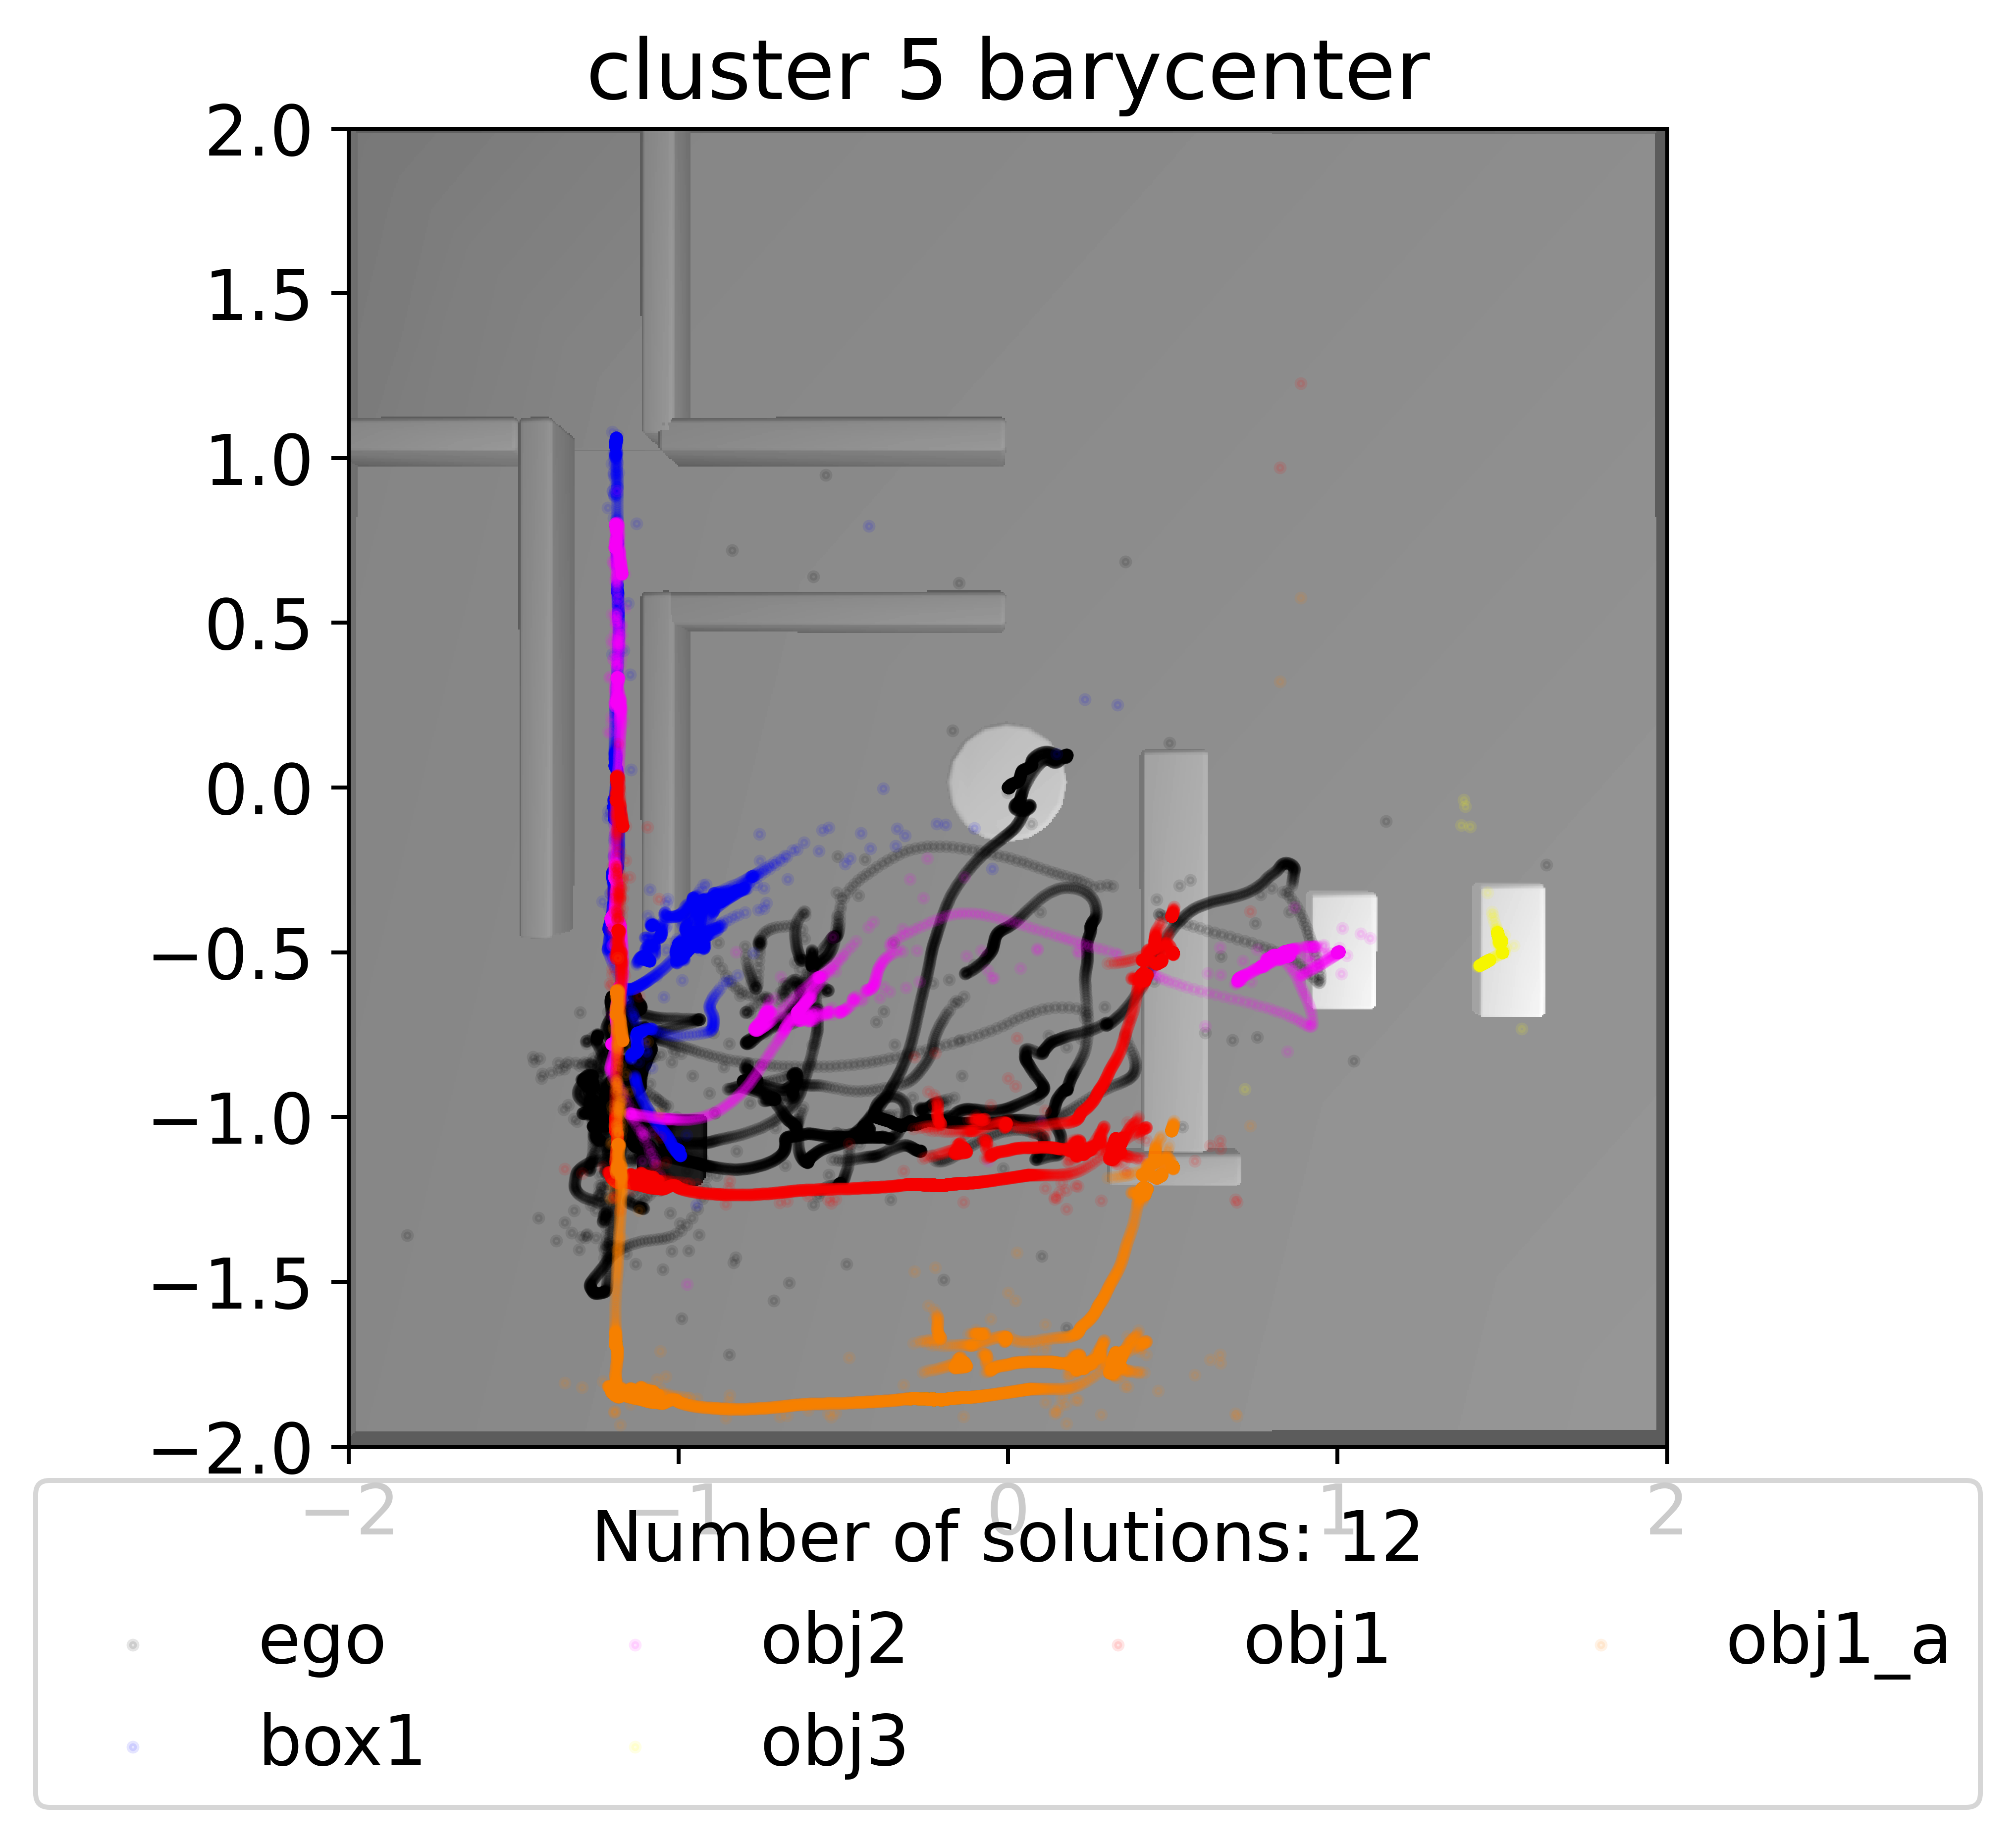 cluster 5 barycenter
2.0
1.5
1.0
0.5
0.0
−0.5
−1.0
−1.5
−2.0
−2 −1 0 1 2
Number of solutions: 12
ego obj2 obj1 obj1_a
box1 obj3